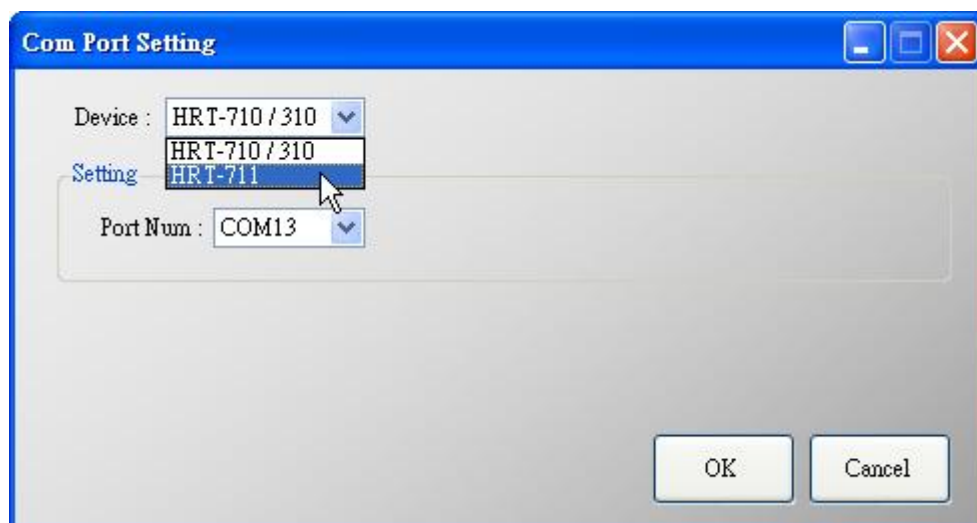 Com Port Setting
Device : HRT-710 / 310
HRT-710 / 310
HRT-711
Setting
Port Num : COM13
OK Cancel